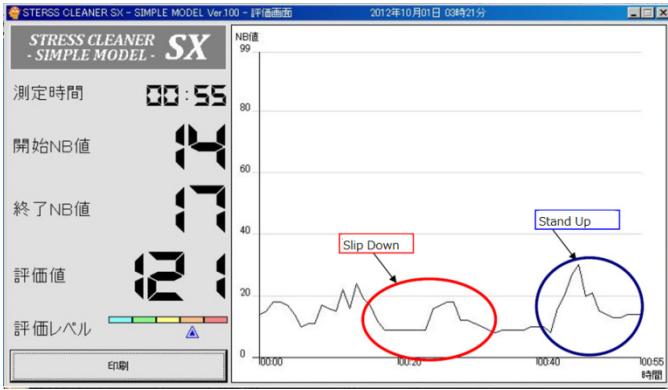 STERSS CLEANER SX - SIMPLE MODEL Ver.100 - 評価画面 2012年10月01日 03時21分
STRESS CLEANER
- SIMPLE MODEL -
SX
測定時間 00:55
開始NB値 14
終了NB値 17
評価値 121
評価レベル
印刷
NB値
99
80
60
40
20
0
Slip Down
Stand Up
00:00 00:20 00:40 00:55
時間